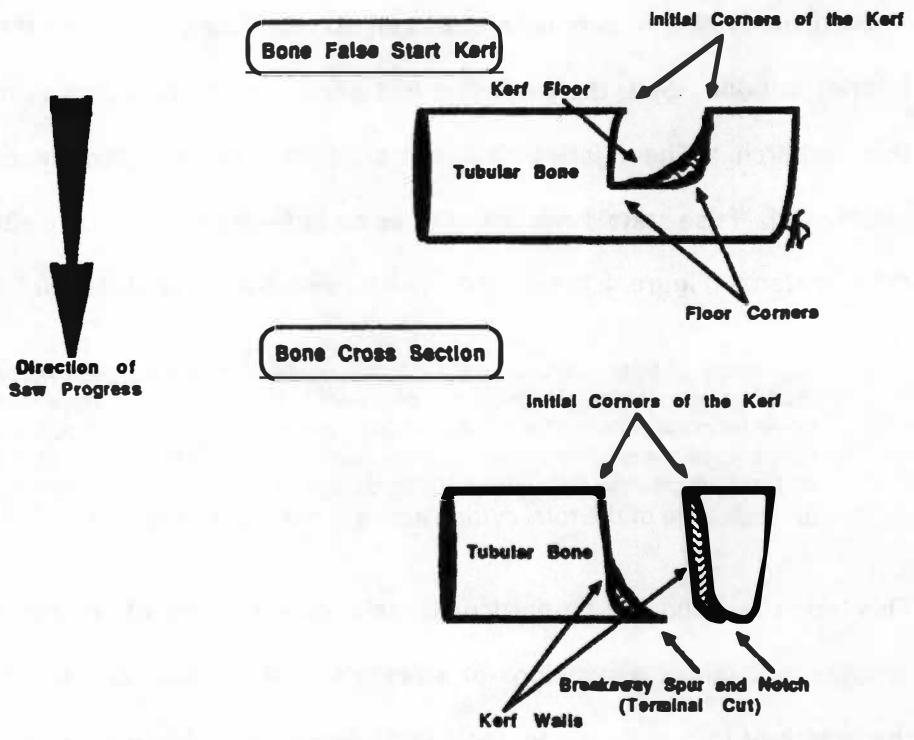 Initial Corners of the Kerf
Bone False Start Kerf
Kerf Floor
Tubular Bone
Floor Corners
Direction of
Saw Progress
Bone Cross Section
Initial Corners of the Kerf
Tubular Bone
Breakaway Spur and Notch
(Terminal Cut)
Kerf Walls